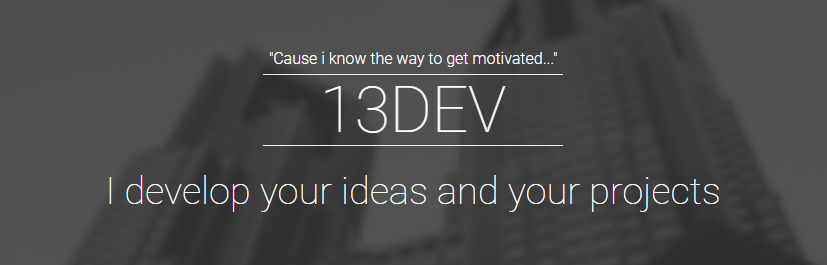 "Cause i know the way to get motivated..."
13DEV
I develop your ideas and your projects